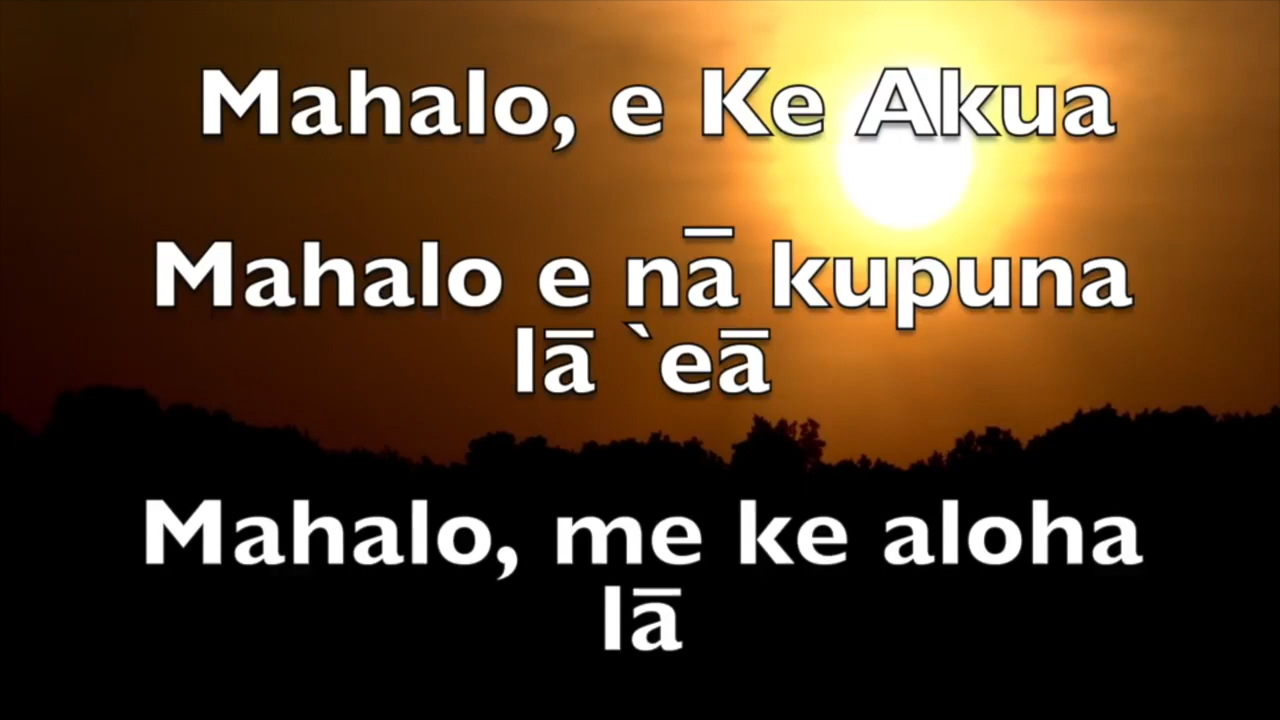 Mahalo, e Ke Akua
Mahalo e nā kupuna
lā `eā
Mahalo, me ke aloha
lā